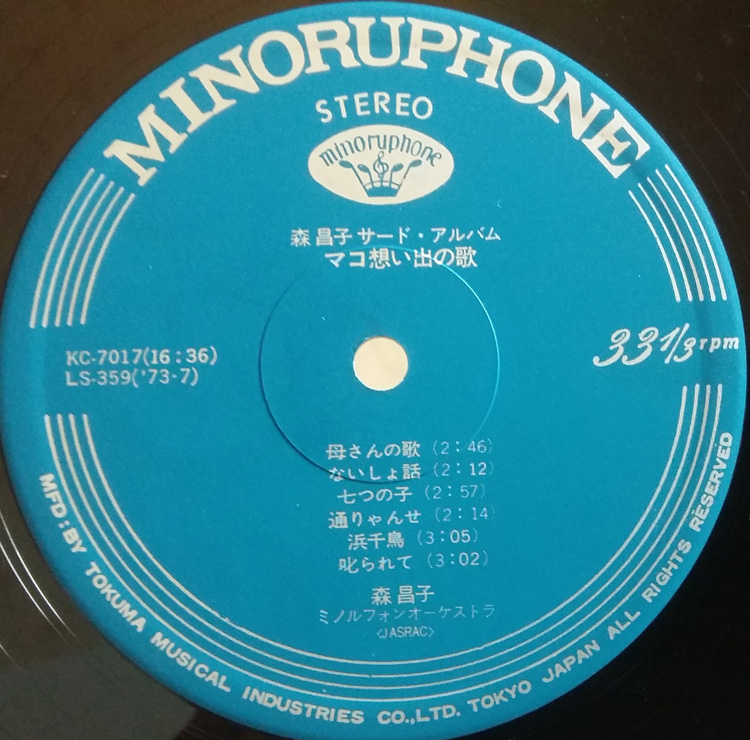 MINORUPHONE
STEREO
minoruphone
森 昌子 サード・アルバム
マコ想い出の歌
KC-7017(16:36)
LS-359('73-7)
33 1/3 rpm
母さんの歌 (2:46)
ないしょ話 (2:12)
七つの子 (2:57)
通りゃんせ (2:14)
浜千鳥 (3:05)
叱られて (3:02)
森 昌子
ミノルフォンオーケストラ
<JASRAC>
MFD: BY TOKUMA MUSICAL INDUSTRIES CO.,LTD. TOKYO JAPAN ALL RIGHTS RESERVED